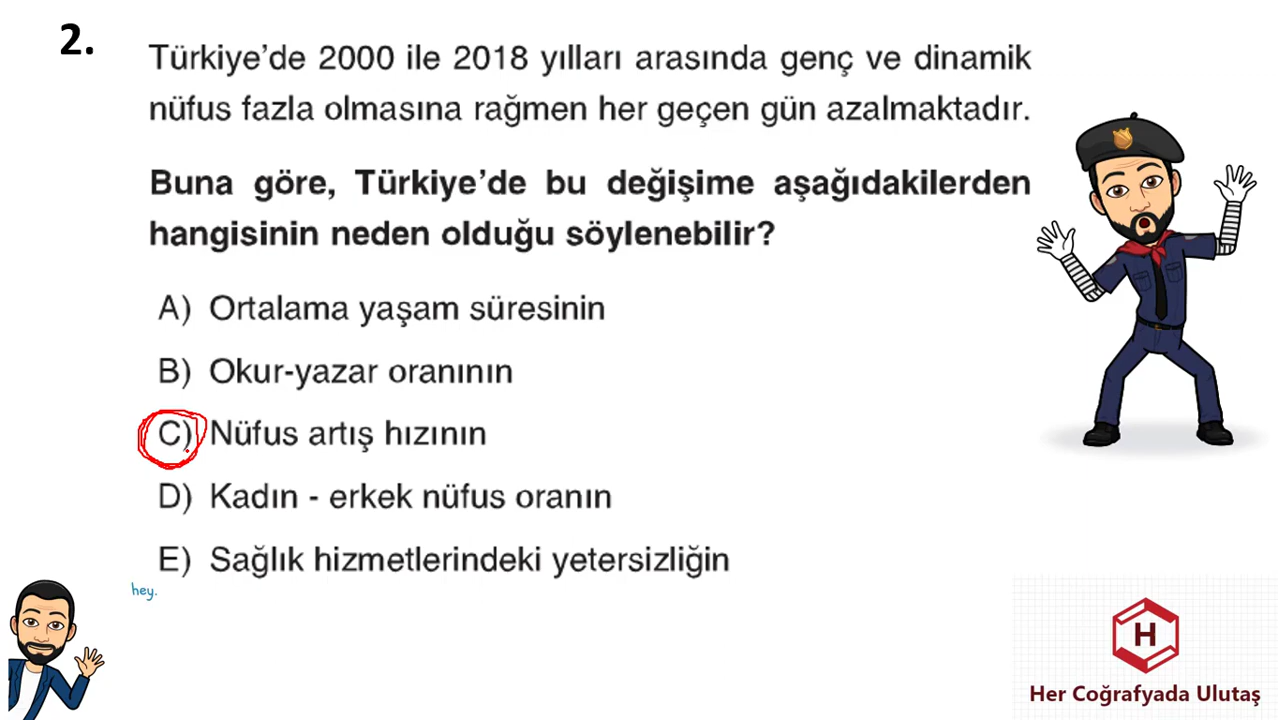 2.
Türkiye’de 2000 ile 2018 yılları arasında genç ve dinamik
nüfus fazla olmasına rağmen her geçen gün azalmaktadır.
Buna göre, Türkiye’de bu değişime aşağıdakilerden
hangisinin neden olduğu söylenebilir?
A) Ortalama yaşam süresinin
B) Okur-yazar oranının
C) Nüfus artış hızının
D) Kadın - erkek nüfus oranın
E) Sağlık hizmetlerindeki yetersizliğin
hey.
H
Her Coğrafyada Ulutaş